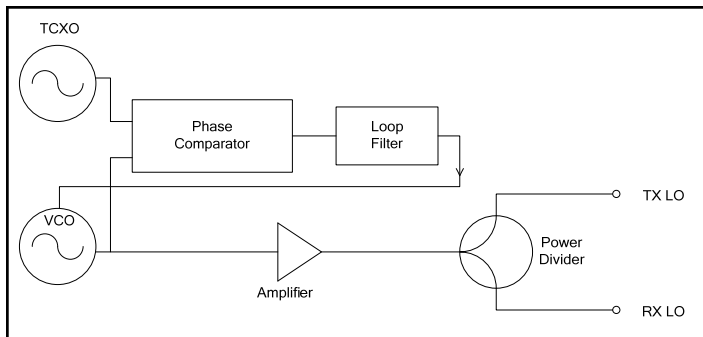 TCXO
Phase
Comparator
Loop
Filter
VCO
Amplifier
Power
Divider
TX LO
RX LO